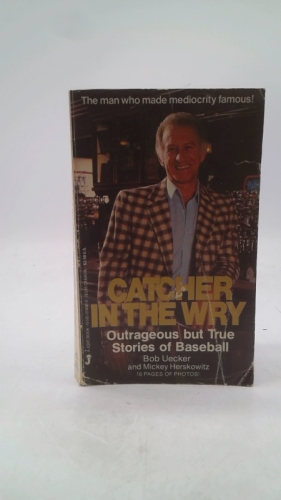 The man who made mediocrity famous!
CATCHER
IN THE WRY
Outrageous but True
Stories of Baseball
Bob Uecker
and Mickey Herskowitz
16 PAGES OF PHOTOS!
J